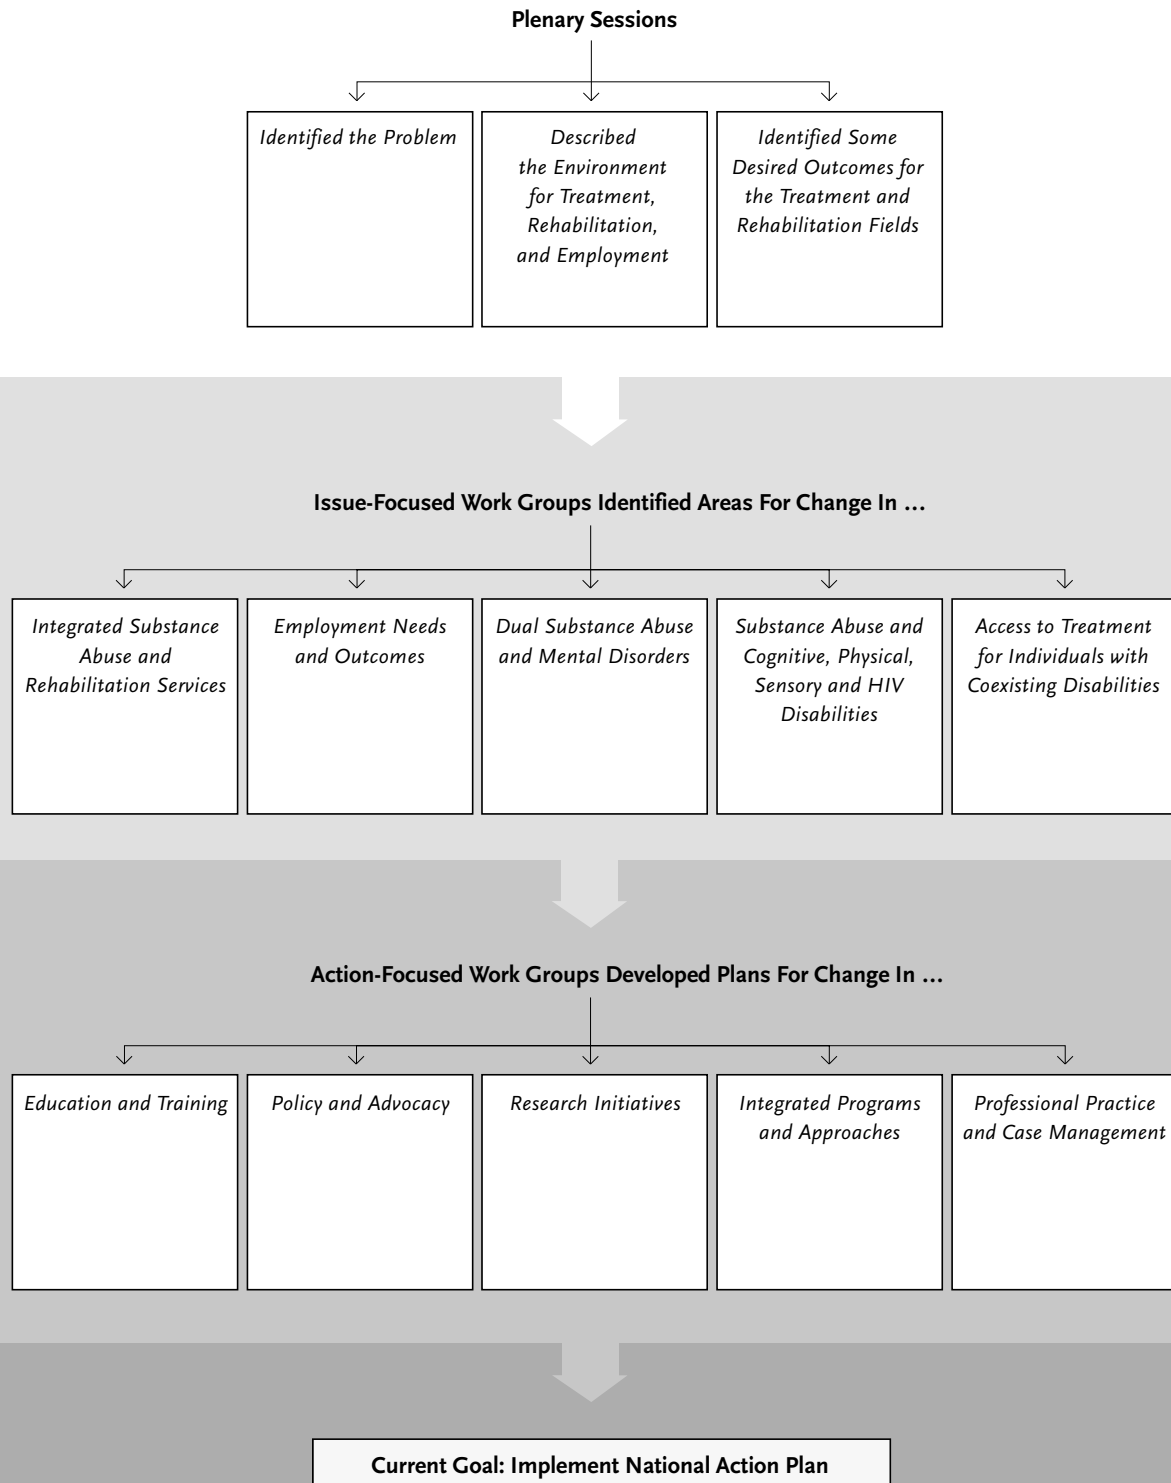 Plenary Sessions
Identified the Problem
Described
the Environment
for Treatment,
Rehabilitation,
and Employment
Identified Some
Desired Outcomes for
the Treatment and
Rehabilitation Fields
Issue-Focused Work Groups Identified Areas For Change In ...
Integrated Substance
Abuse and
Rehabilitation Services
Employment Needs
and Outcomes
Dual Substance Abuse
and Mental Disorders
Substance Abuse and
Cognitive, Physical,
Sensory and HIV
Disabilities
Access to Treatment
for Individuals with
Coexisting Disabilities
Action-Focused Work Groups Developed Plans For Change In ...
Education and Training
Policy and Advocacy
Research Initiatives
Integrated Programs
and Approaches
Professional Practice
and Case Management
Current Goal: Implement National Action Plan